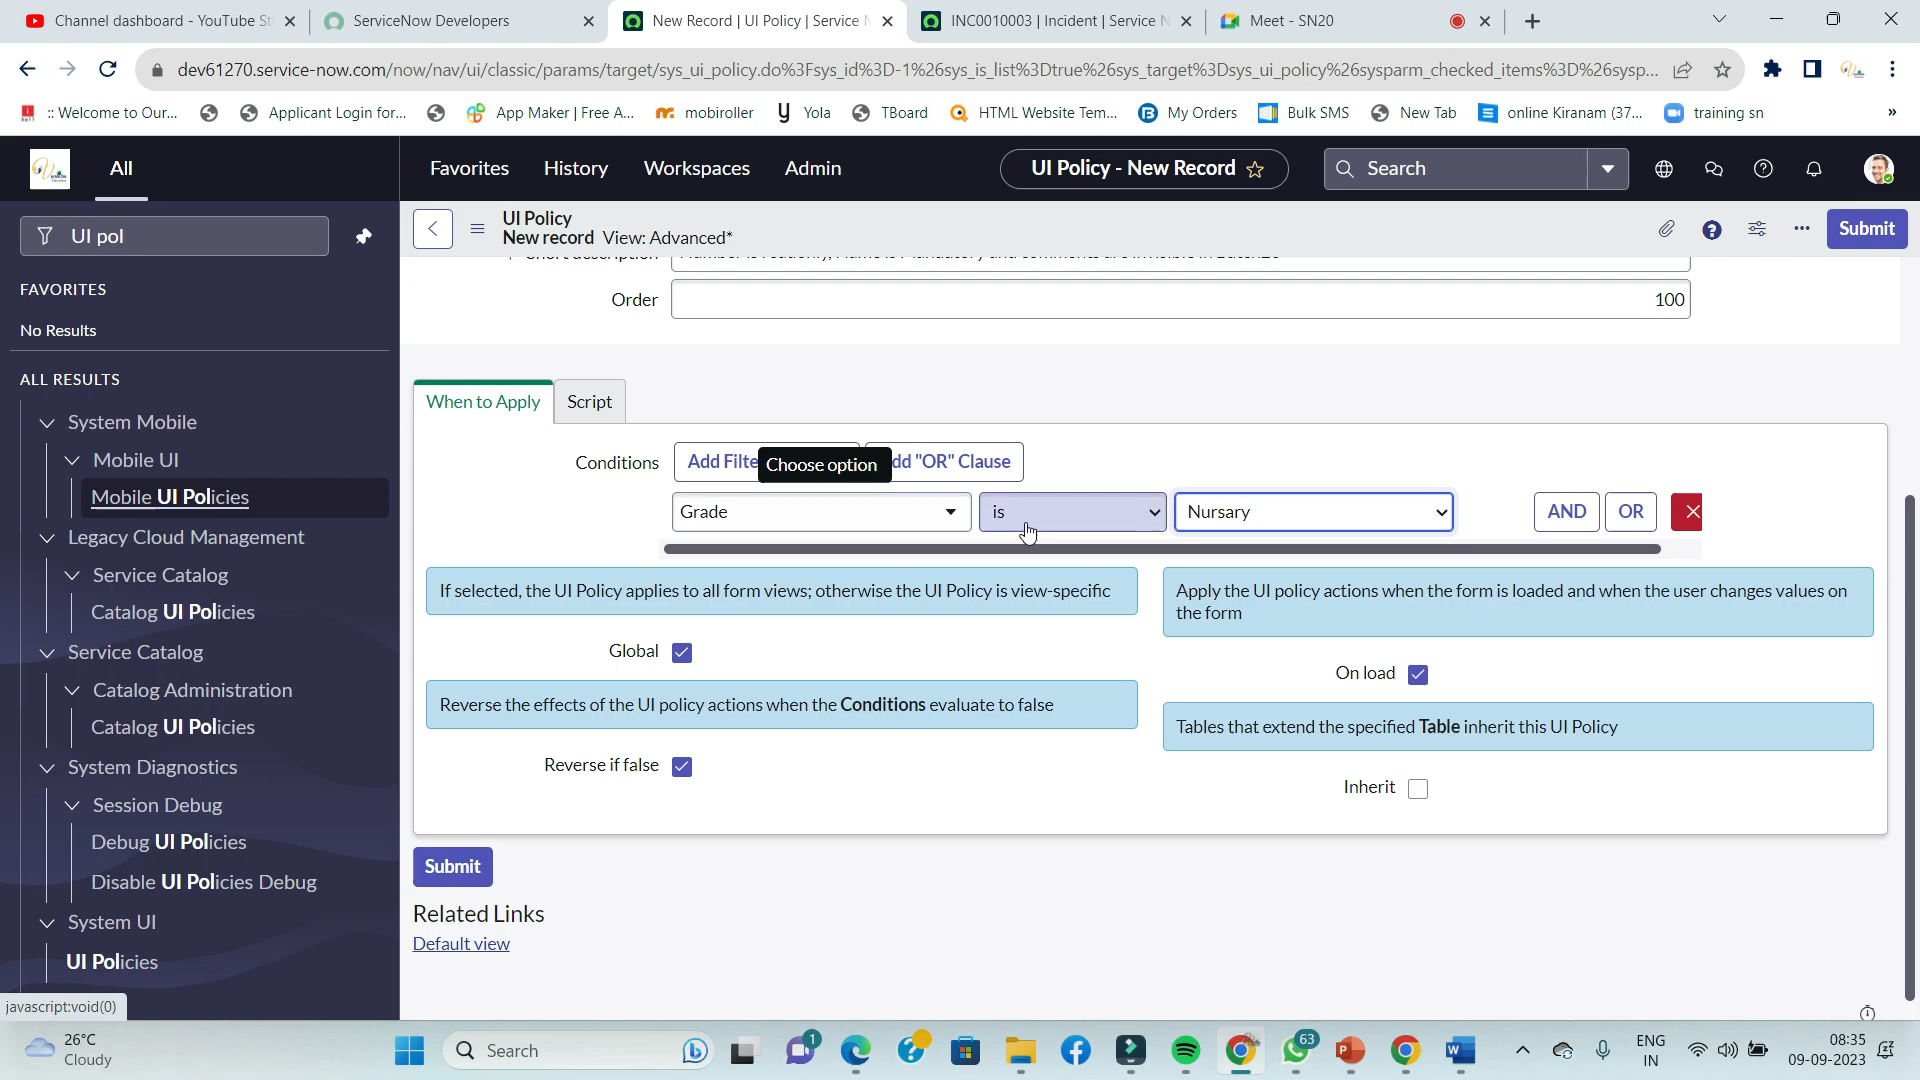 Channel dashboard - YouTube St
ServiceNow Developers
New Record | UI Policy | Service N
INC0010003 | Incident | Service N
Meet - SN20
dev61270.service-now.com/now/nav/ui/classic/params/target/sys_ui_policy.do%3Fsys_id%3D-1%26sys_is_list%3Dtrue%26sys_target%3Dsys_ui_policy%26sysparm_checked_items%3D%26sysp...
:: Welcome to Our...
Applicant Login for...
App Maker | Free A...
mobiroller
Yola
TBoard
HTML Website Tem...
My Orders
Bulk SMS
New Tab
online Kiranam (37...
training sn
»
All
Favorites
History
Workspaces
Admin
UI Policy - New Record
Search
UI pol
UI Policy
New record View: Advanced*
Submit
FAVORITES
No Results
ALL RESULTS
System Mobile
Mobile UI
Mobile UI Policies
Legacy Cloud Management
Service Catalog
Catalog UI Policies
Service Catalog
Catalog Administration
Catalog UI Policies
System Diagnostics
Session Debug
Debug UI Policies
Disable UI Policies Debug
System UI
UI Policies
javascript:void(0)
Order
100
When to Apply
Script
Conditions
Add Filte
Choose option
dd "OR" Clause
Grade
is
Nursary
AND
OR
If selected, the UI Policy applies to all form views; otherwise the UI Policy is view-specific
Apply the UI policy actions when the form is loaded and when the user changes values on
the form
Global
On load
Reverse the effects of the UI policy actions when the Conditions evaluate to false
Tables that extend the specified Table inherit this UI Policy
Reverse if false
Inherit
Submit
Related Links
Default view
26°C
Cloudy
Search
1
63
ENG
IN
08:35
09-09-2023